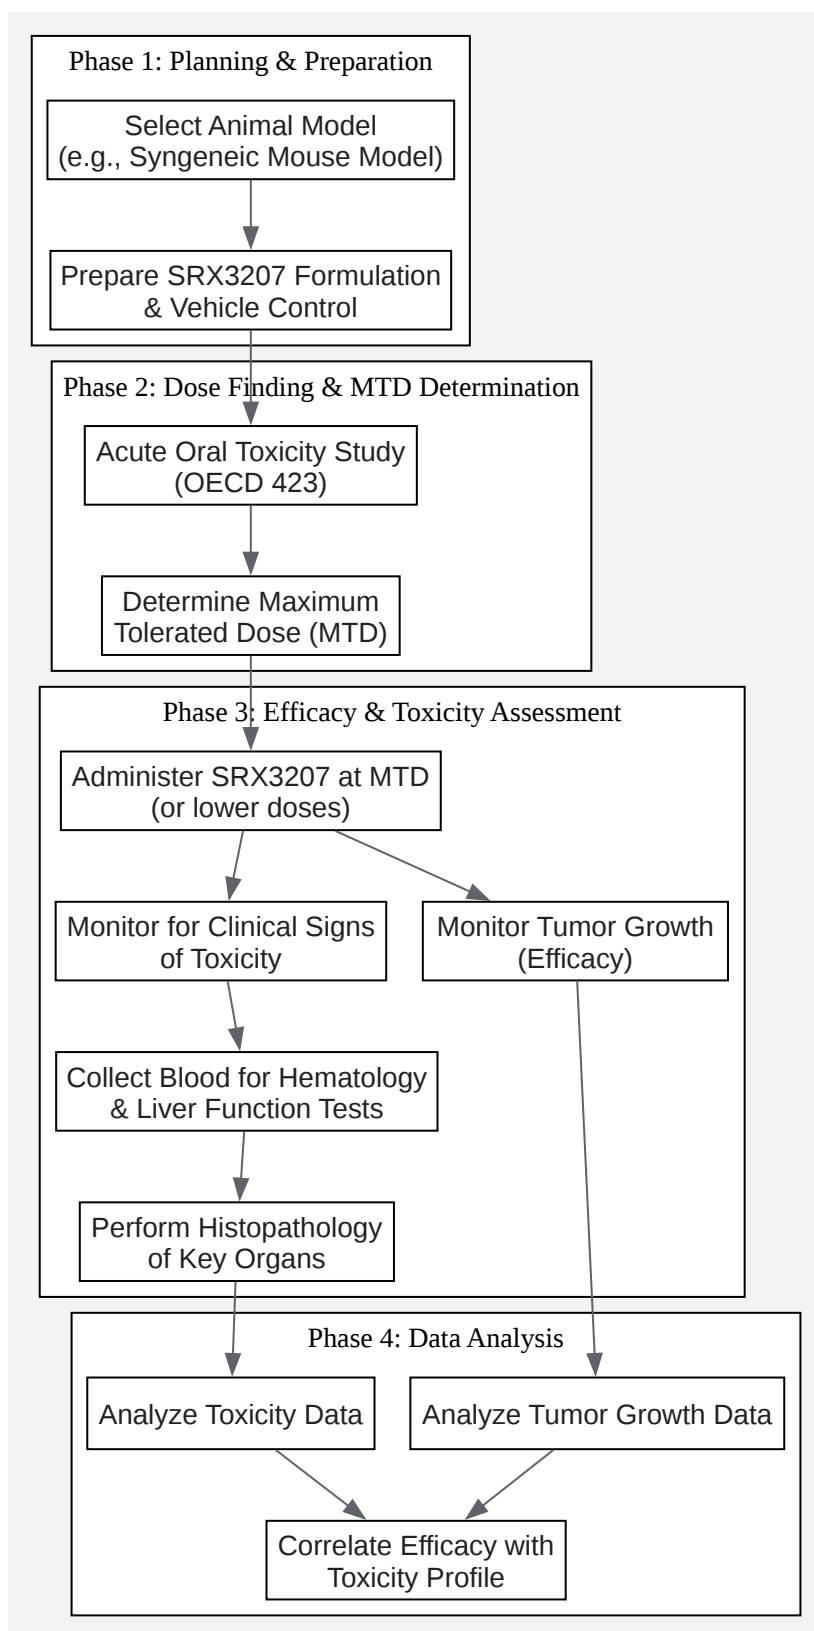 Phase 1: Planning & Preparation
Select Animal Model
(e.g., Syngeneic Mouse Model)
Prepare SRX3207 Formulation
& Vehicle Control
Phase 2: Dose Finding & MTD Determination
Acute Oral Toxicity Study
(OECD 423)
Determine Maximum
Tolerated Dose (MTD)
Phase 3: Efficacy & Toxicity Assessment
Administer SRX3207 at MTD
(or lower doses)
Monitor for Clinical Signs
of Toxicity
Monitor Tumor Growth
(Efficacy)
Collect Blood for Hematology
& Liver Function Tests
Perform Histopathology
of Key Organs
Phase 4: Data Analysis
Analyze Toxicity Data
Analyze Tumor Growth Data
Correlate Efficacy with
Toxicity Profile